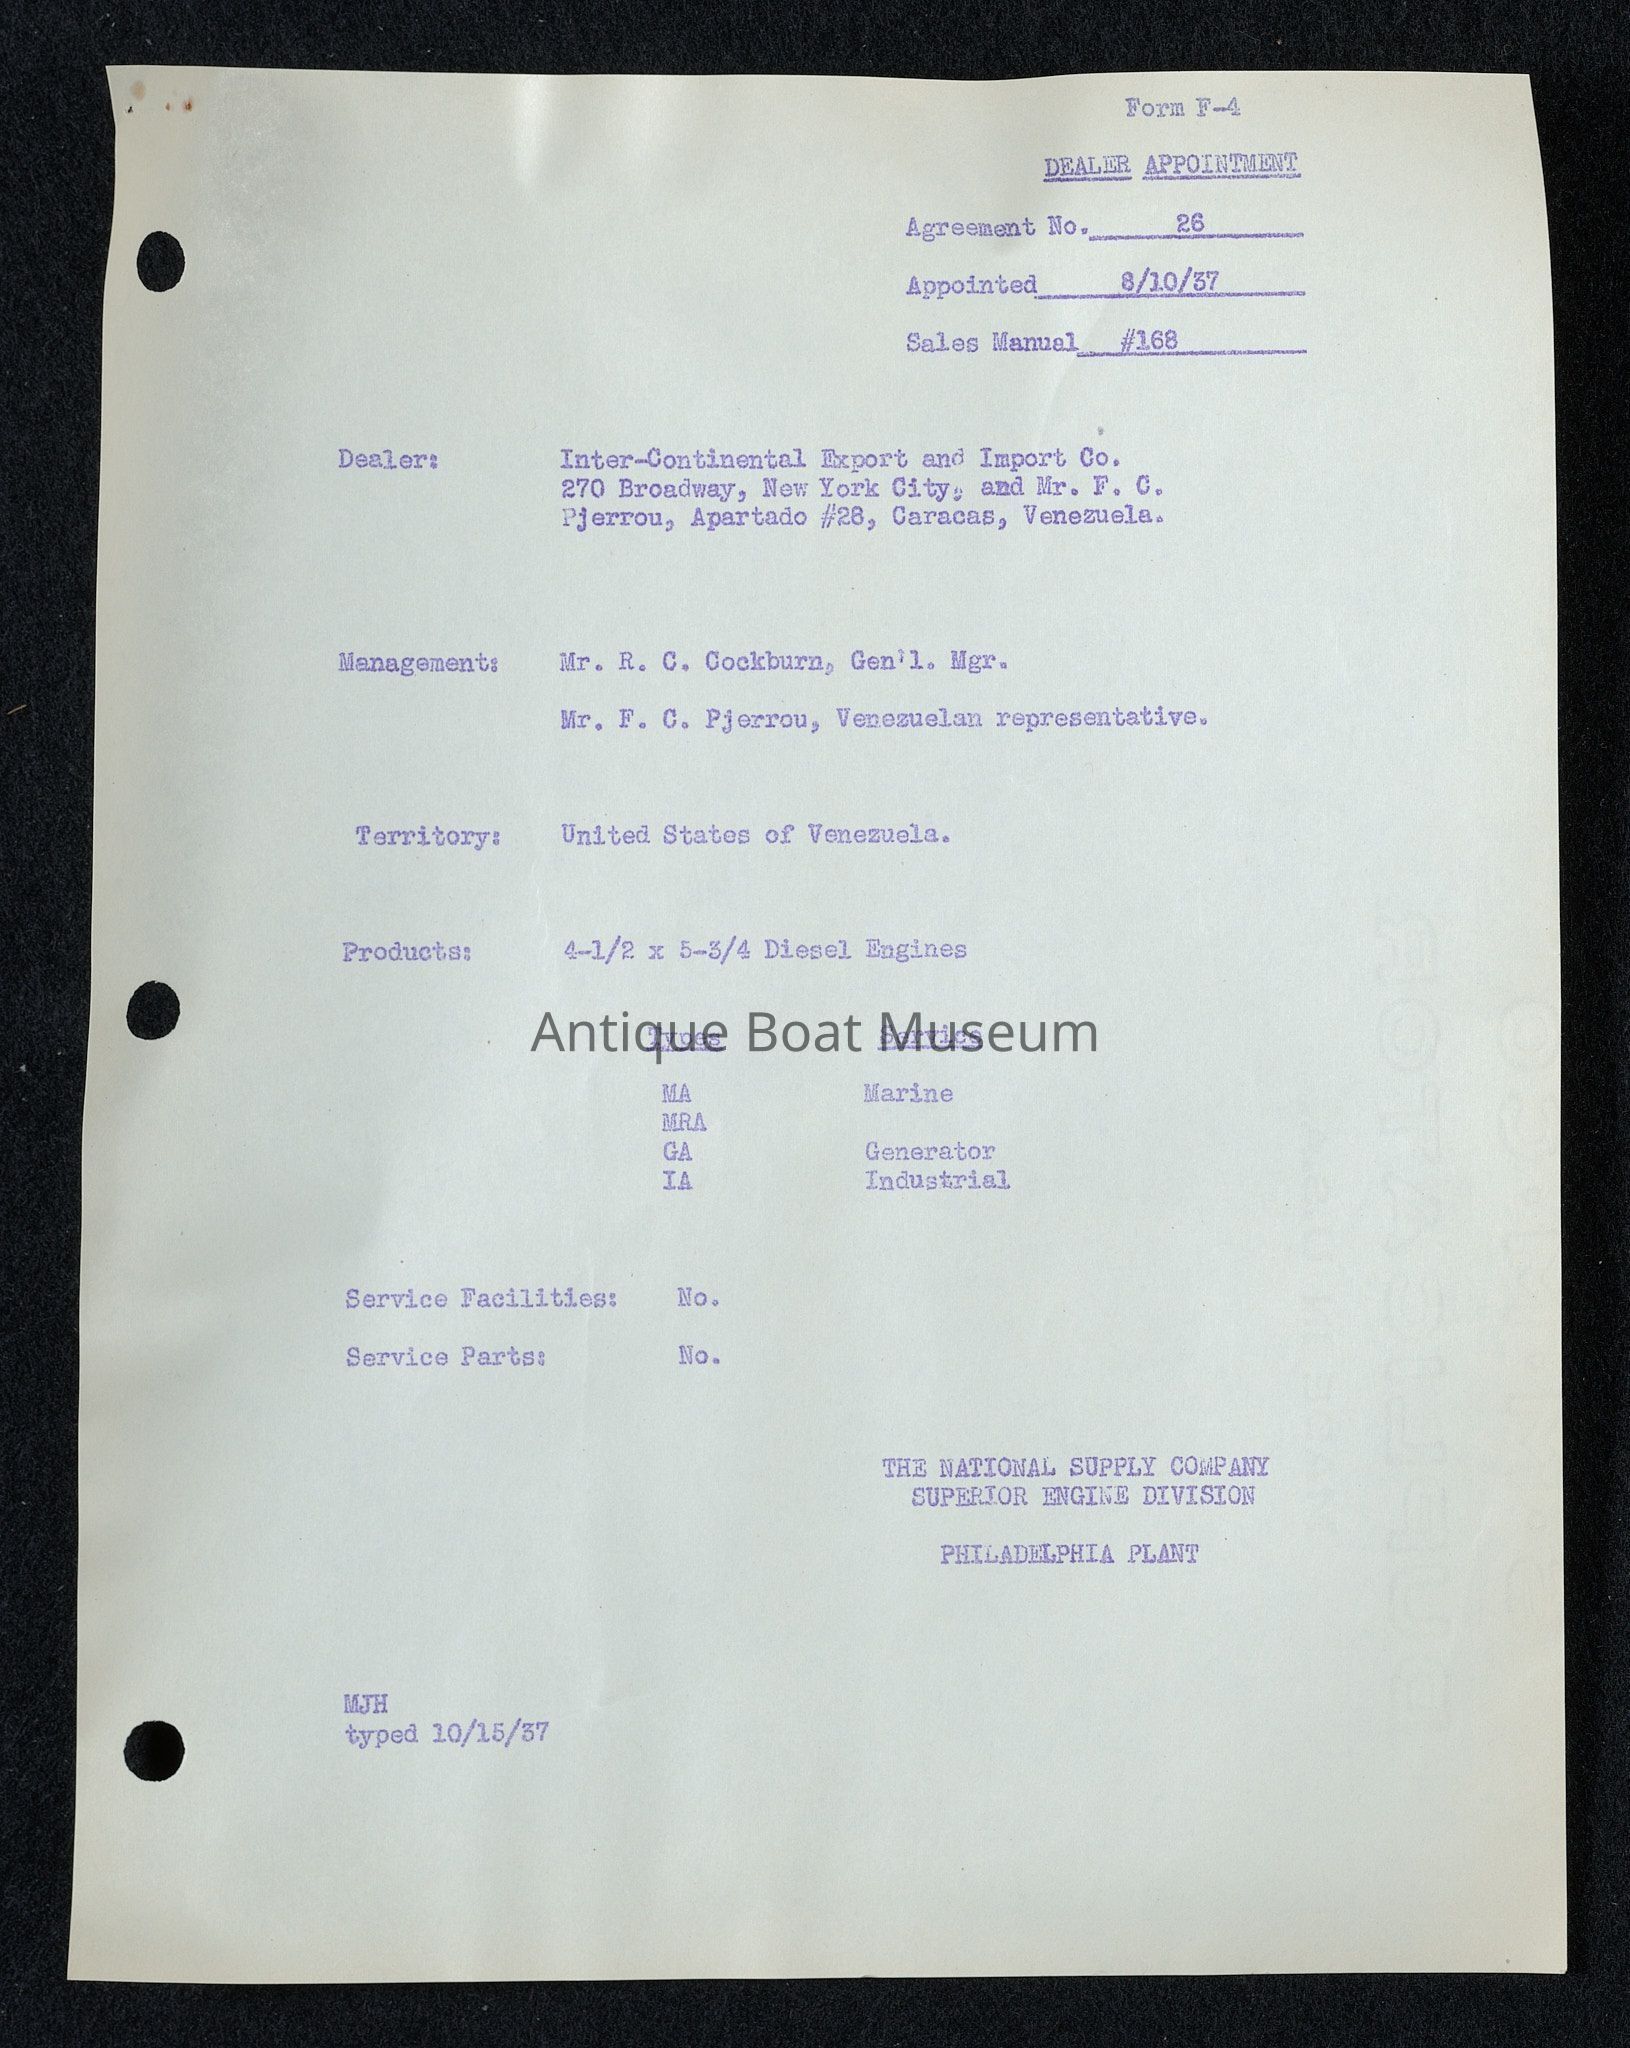 Form F-4
DEALER APPOINTMENT
Agreement No. 26
Appointed 8/10/37
Sales Manual #168
Dealer: Inter-Continental Export and Import Co.
270 Broadway, New York City, and Mr. F. C.
Pjerrou, Apartado #28, Caracas, Venezuela.
Management: Mr. R. C. Cockburn, Gen'l. Mgr.
Mr. F. C. Pjerrou, Venezuelan representative.
Territory: United States of Venezuela.
Products: 4-1/2 x 5-3/4 Diesel Engines
Antique Boat Museum
Types Service
MA Marine
MRA
GA Generator
IA Industrial
Service Facilities: No.
Service Parts: No.
THE NATIONAL SUPPLY COMPANY
SUPERIOR ENGINE DIVISION
PHILADELPHIA PLANT
MJH
typed 10/15/37